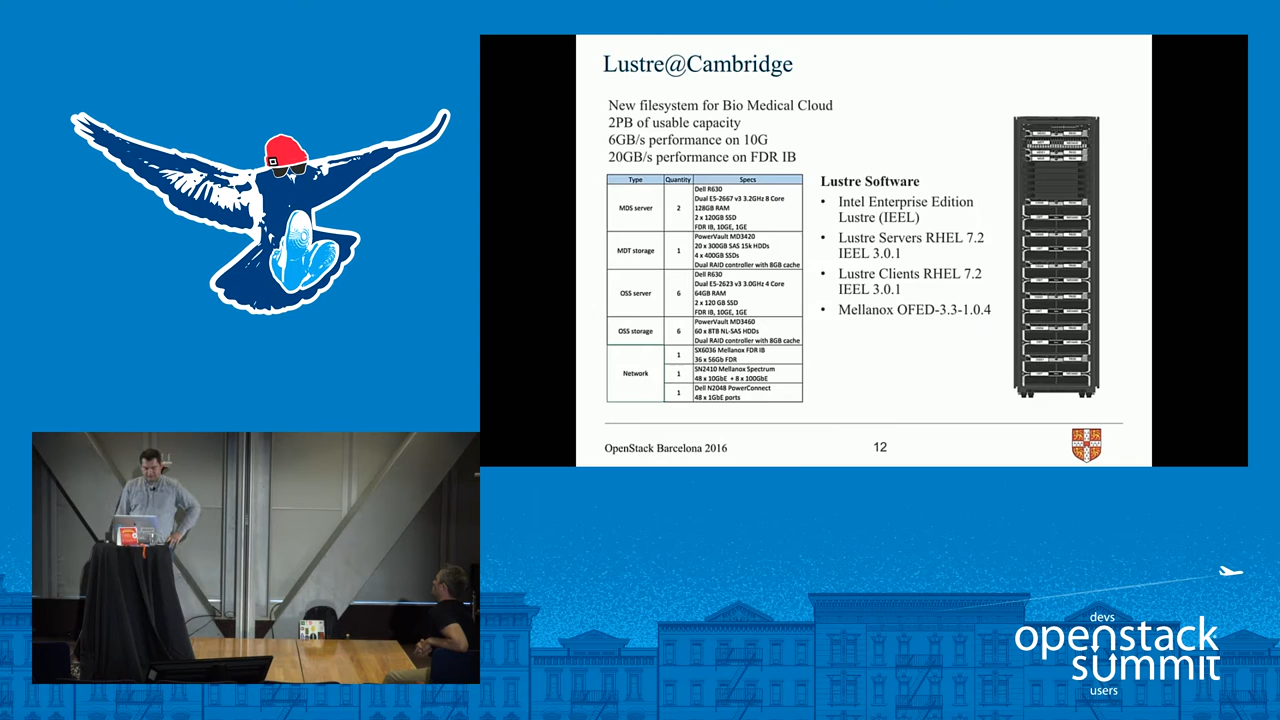 Lustre@Cambridge
New filesystem for Bio Medical Cloud
2PB of usable capacity
6GB/s performance on 10G
20GB/s performance on FDR IB
Type Quantity Specs
MDS server 2
Dell R630
Dual E5-2667 v3 3.2GHz 8 Core
128GB RAM
2 x 120GB SSD
FDR IB, 10GE, 1GE
MDT storage 1
PowerVault MD3420
20 x 300GB SAS 15k HDDs
4 x 400GB SSDs
Dual RAID controller with 8GB cache
OSS server 6
Dell R630
Dual E5-2623 v3 3.0GHz 4 Core
64GB RAM
2 x 120 GB SSD
FDR IB, 10GE, 1GE
OSS storage 6
PowerVault MD3460
60 x 8TB NL-SAS HDDs
Dual RAID controller with 8GB cache
Network
1
SX6036 Mellanox FDR IB
36 x 56Gb FDR
1
SN2410 Mellanox Spectrum
48 x 10GbE + 8 x 100GbE
1
Dell N2048 PowerConnect
48 x 1GbE ports
Lustre Software
• Intel Enterprise Edition
Lustre (IEEL)
• Lustre Servers RHEL 7.2
IEEL 3.0.1
• Lustre Clients RHEL 7.2
IEEL 3.0.1
• Mellanox OFED-3.3-1.0.4
OpenStack Barcelona 2016
12
devs
openstack
summit
users